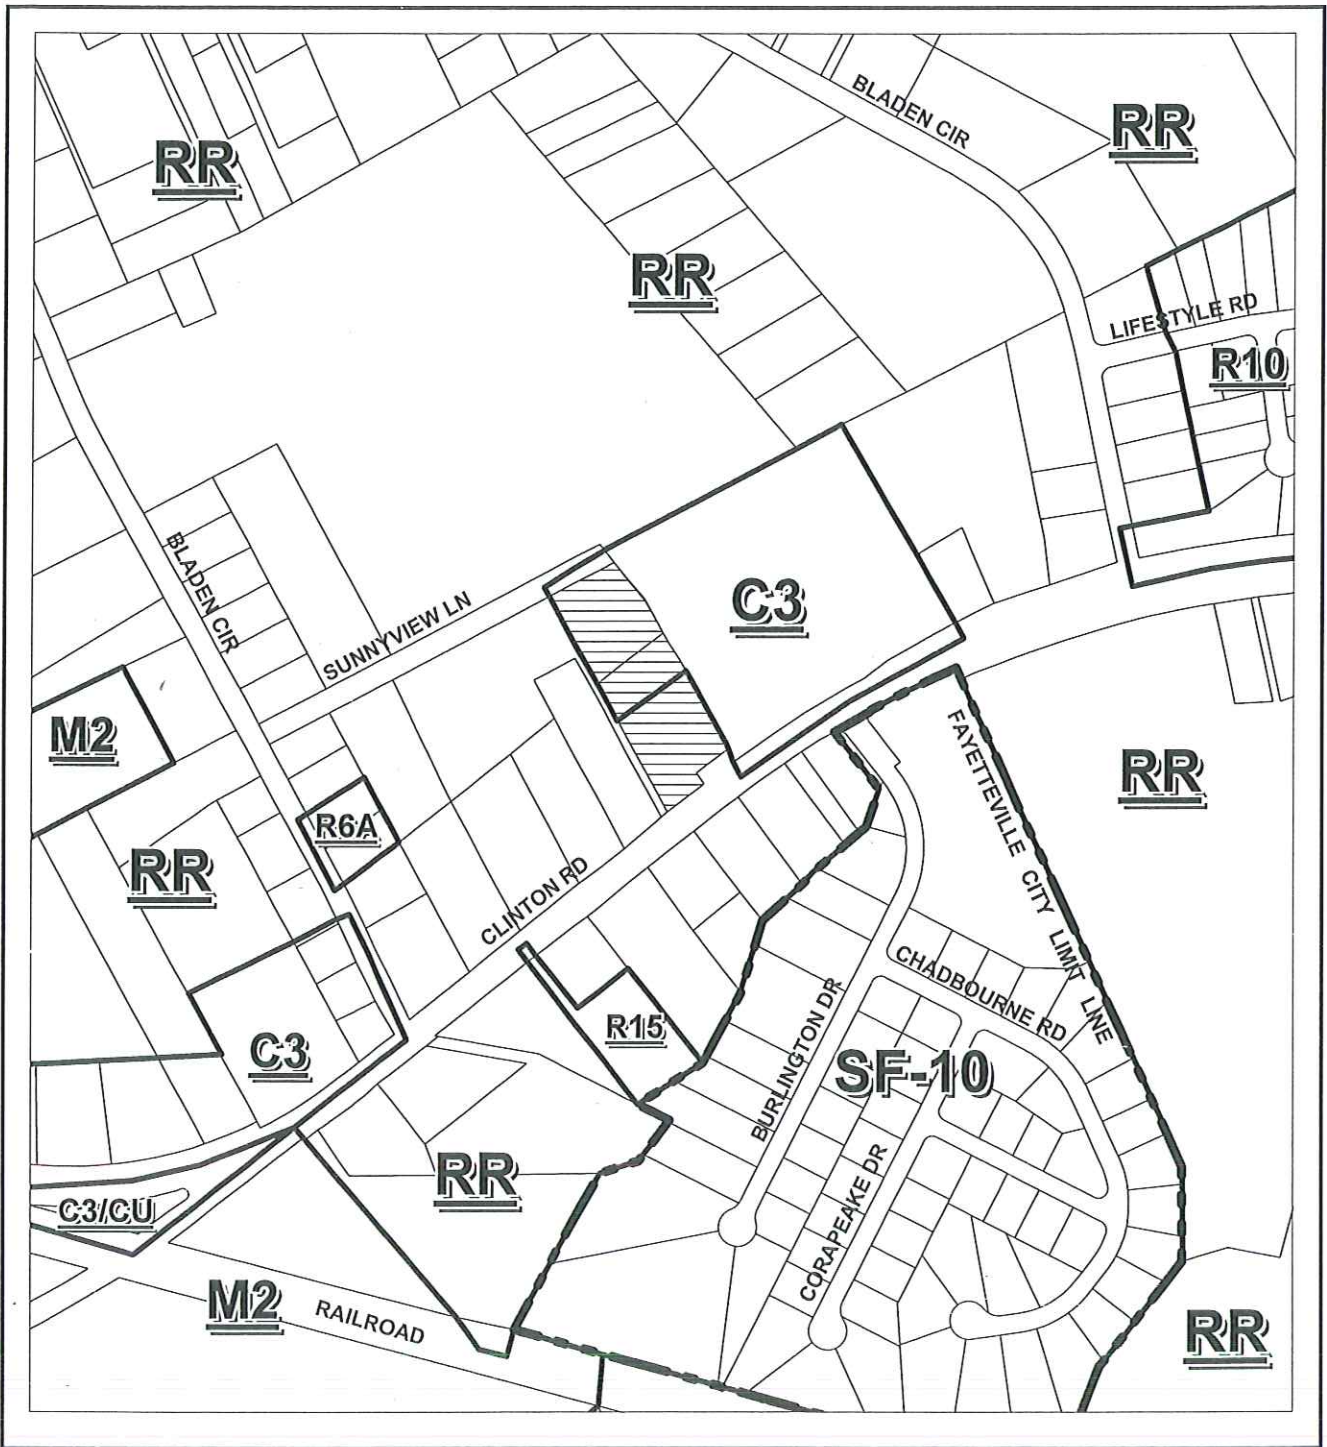 BLADEN CIR
RR
RR
RR
LIFESTYLE RD
R10
BLADEN CIR
SUNNYVIEW LN
C3
M2
R6A
RR
CLINTON RD
FAYETTEVILLE CITY LIMIT LINE
RR
C3
R15
BURLINGTON DR
CHADBOURNE RD
SF-10
CORAPEAKE DR
RR
C3/CU
M2
RAILROAD
RR